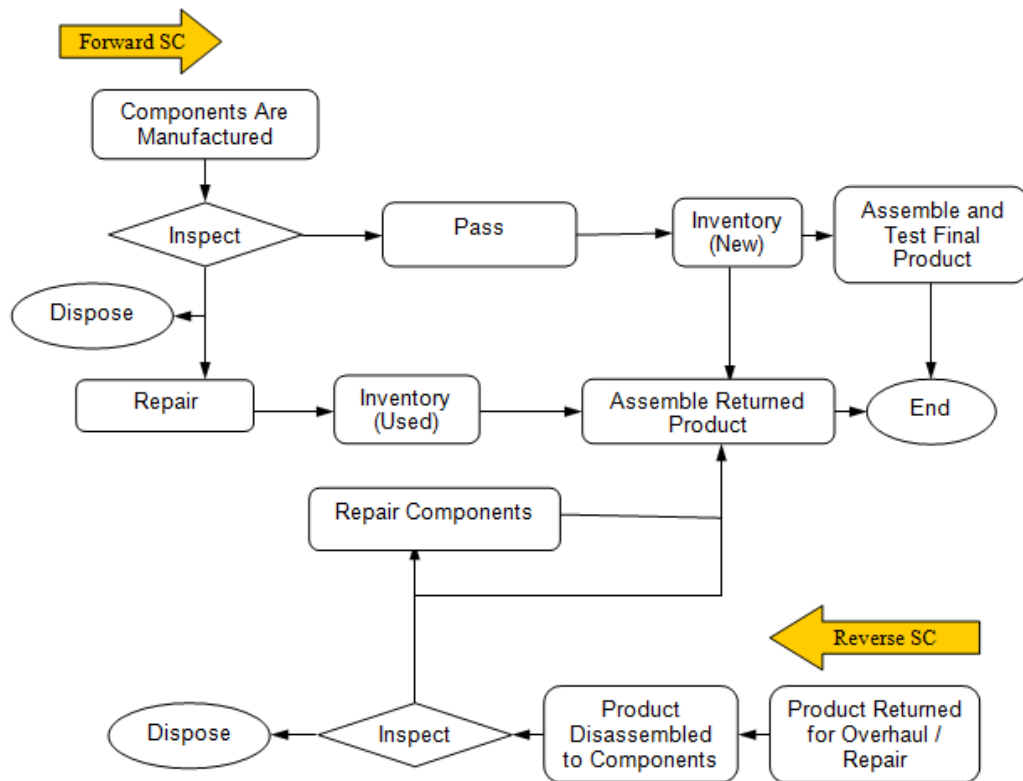 Forward SC
Components Are
Manufactured
Inspect
Pass
Inventory
(New)
Assemble and
Test Final
Product
Dispose
Repair
Inventory
(Used)
Assemble Returned
Product
End
Repair Components
Reverse SC
Dispose
Inspect
Product
Disassembled
to Components
Product Returned
for Overhaul /
Repair